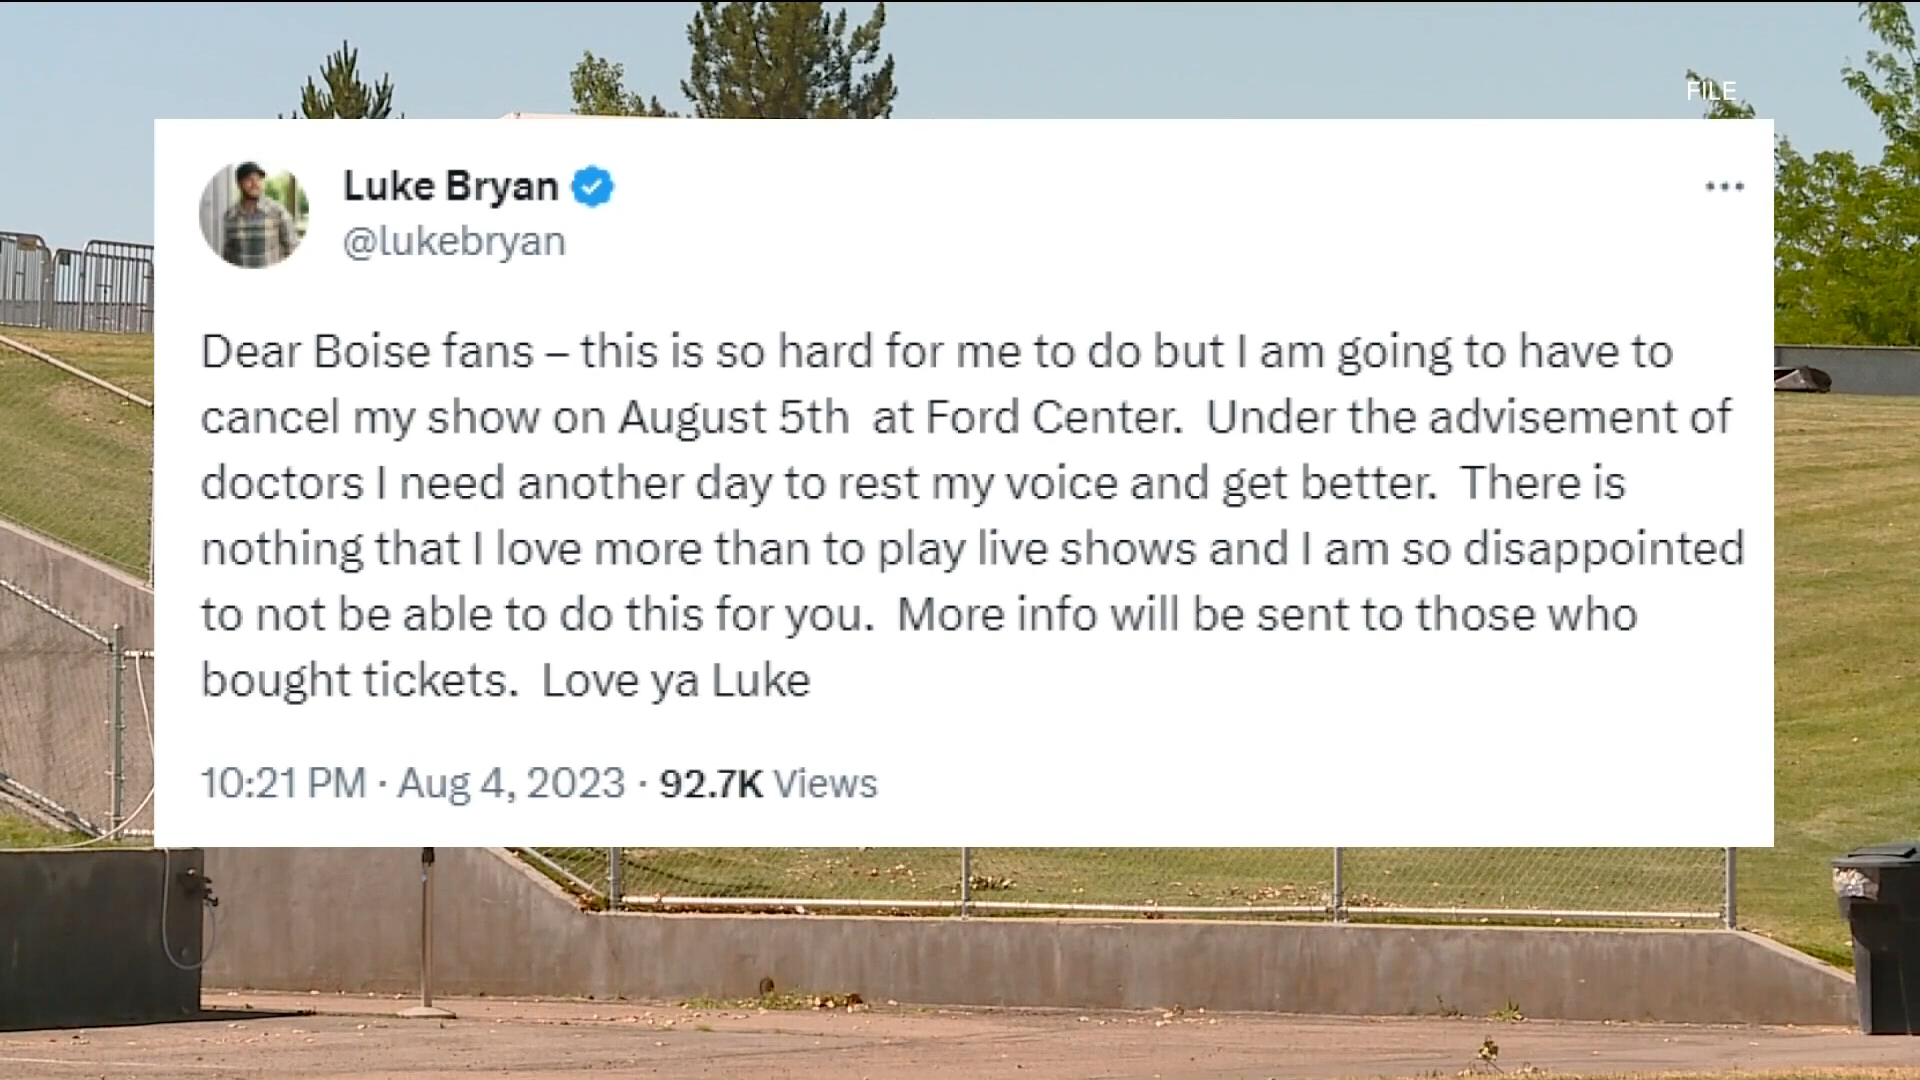 FILE
Luke Bryan
@lukebryan
Dear Boise fans – this is so hard for me to do but I am going to have to
cancel my show on August 5th  at Ford Center.  Under the advisement of
doctors I need another day to rest my voice and get better.  There is
nothing that I love more than to play live shows and I am so disappointed
to not be able to do this for you.  More info will be sent to those who
bought tickets.  Love ya Luke
10:21 PM · Aug 4, 2023 · 92.7K Views